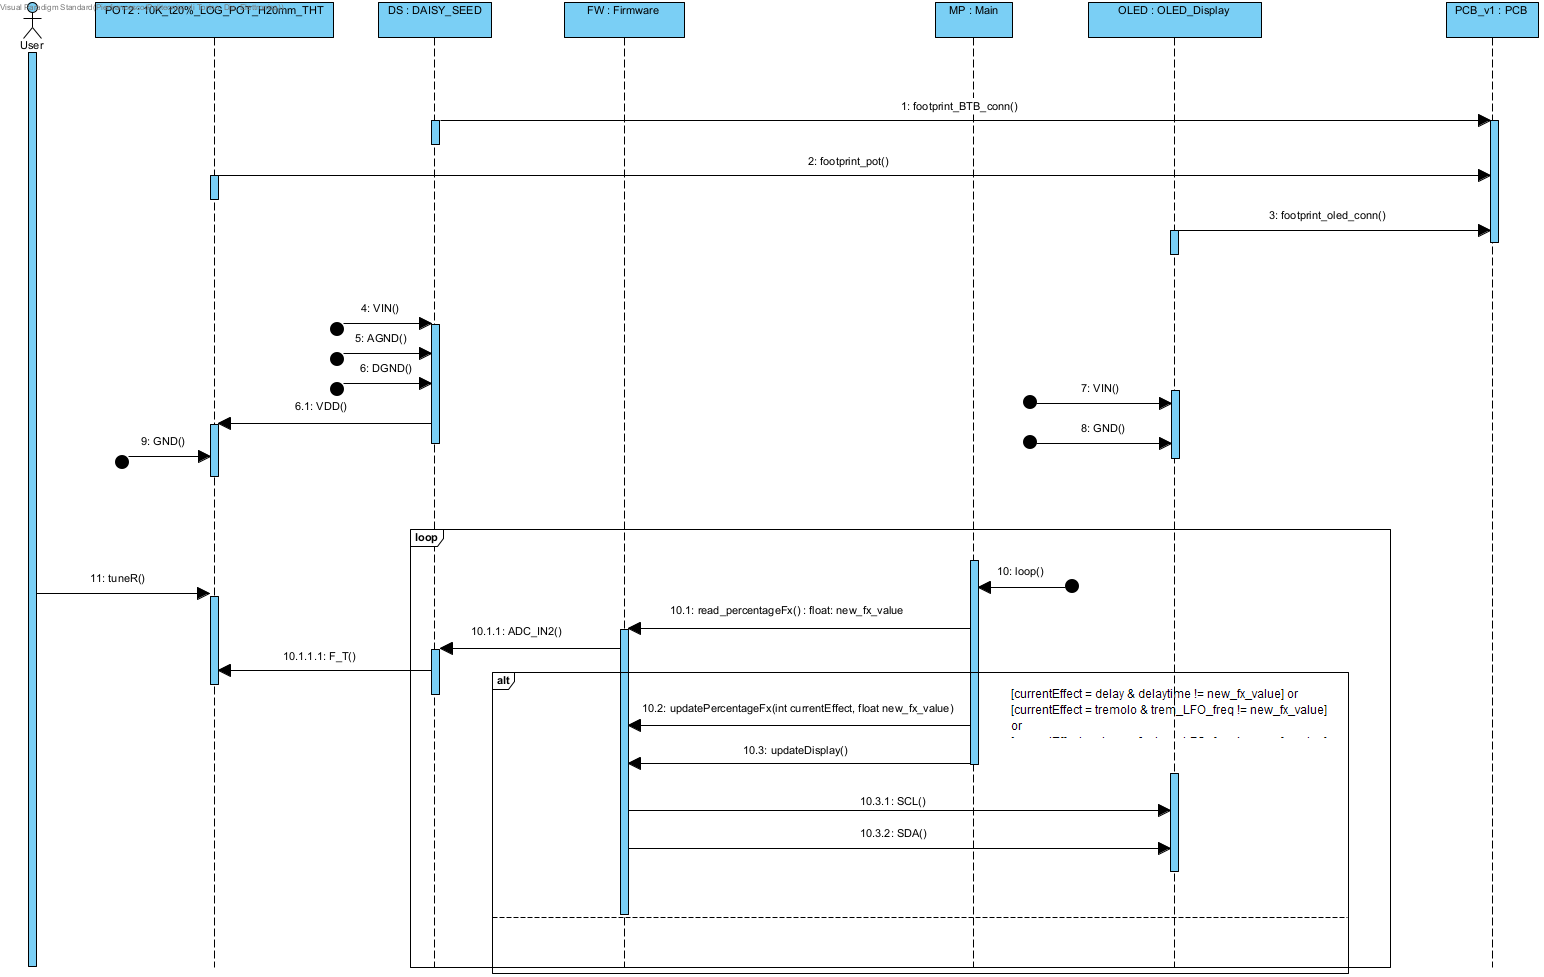 Visual Paradigm Standard
User
POT2 : 10K_t20%_LOG_POT_H20mm_THT
DS : DAISY_SEED
FW : Firmware
MP : Main
OLED : OLED_Display
PCB_v1 : PCB
1: footprint_BTB_conn()
2: footprint_pot()
3: footprint_oled_conn()
4: VIN()
5: AGND()
6: DGND()
6.1: VDD()
7: VIN()
8: GND()
9: GND()
loop
10: loop()
11: tuneR()
10.1: read_percentageFx() : float: new_fx_value
10.1.1: ADC_IN2()
10.1.1.1: F_T()
alt
[currentEffect = delay & delaytime != new_fx_value] or
[currentEffect = tremolo & trem_LFO_freq != new_fx_value]
or
10.2: updatePercentageFx(int currentEffect, float new_fx_value)
10.3: updateDisplay()
10.3.1: SCL()
10.3.2: SDA()